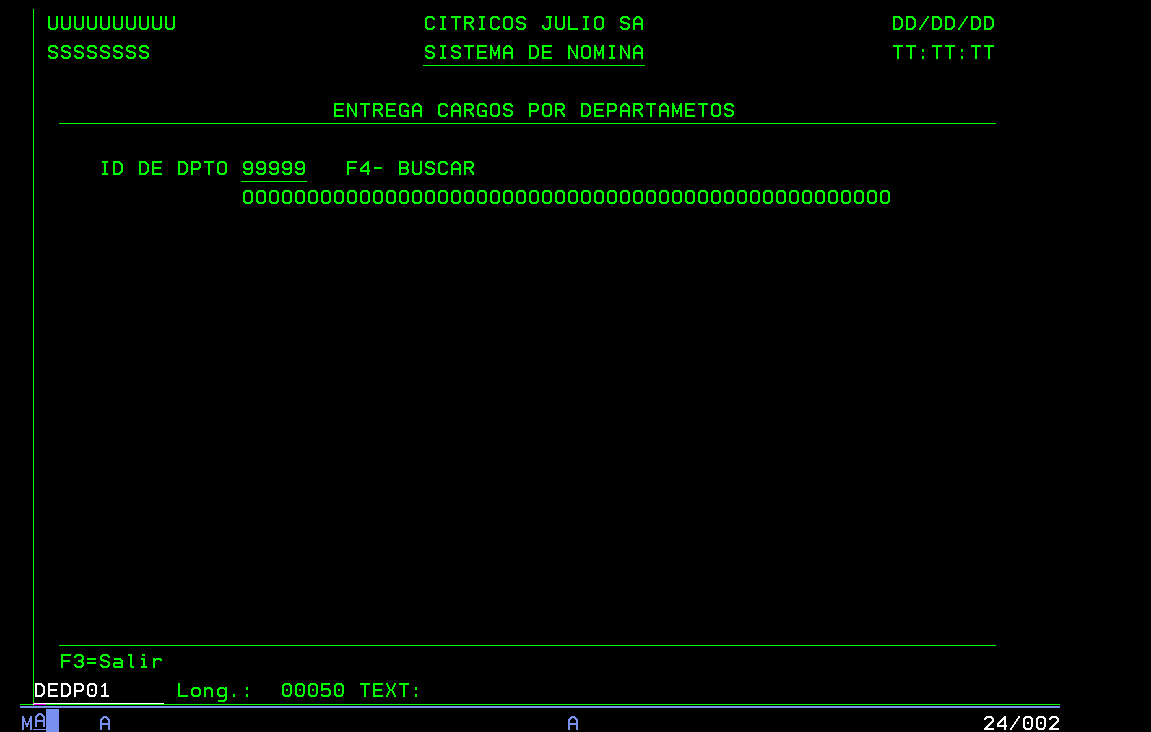 UUUUUUUUUU CITRICOS JULIO SA DD/DD/DD
SSSSSSSS SISTEMA DE NOMINA TT:TT:TT
ENTREGA CARGOS POR DEPARTAMETOS
ID DE DPTO 99999 F4- BUSCAR
OOOOOOOOOOOOOOOOOOOOOOOOOOOOOOOOOOOOOOOOOOOOOOOOOO
F3=Salir
DEDP01 Long.: 00050 TEXT:
MA A A 24/002